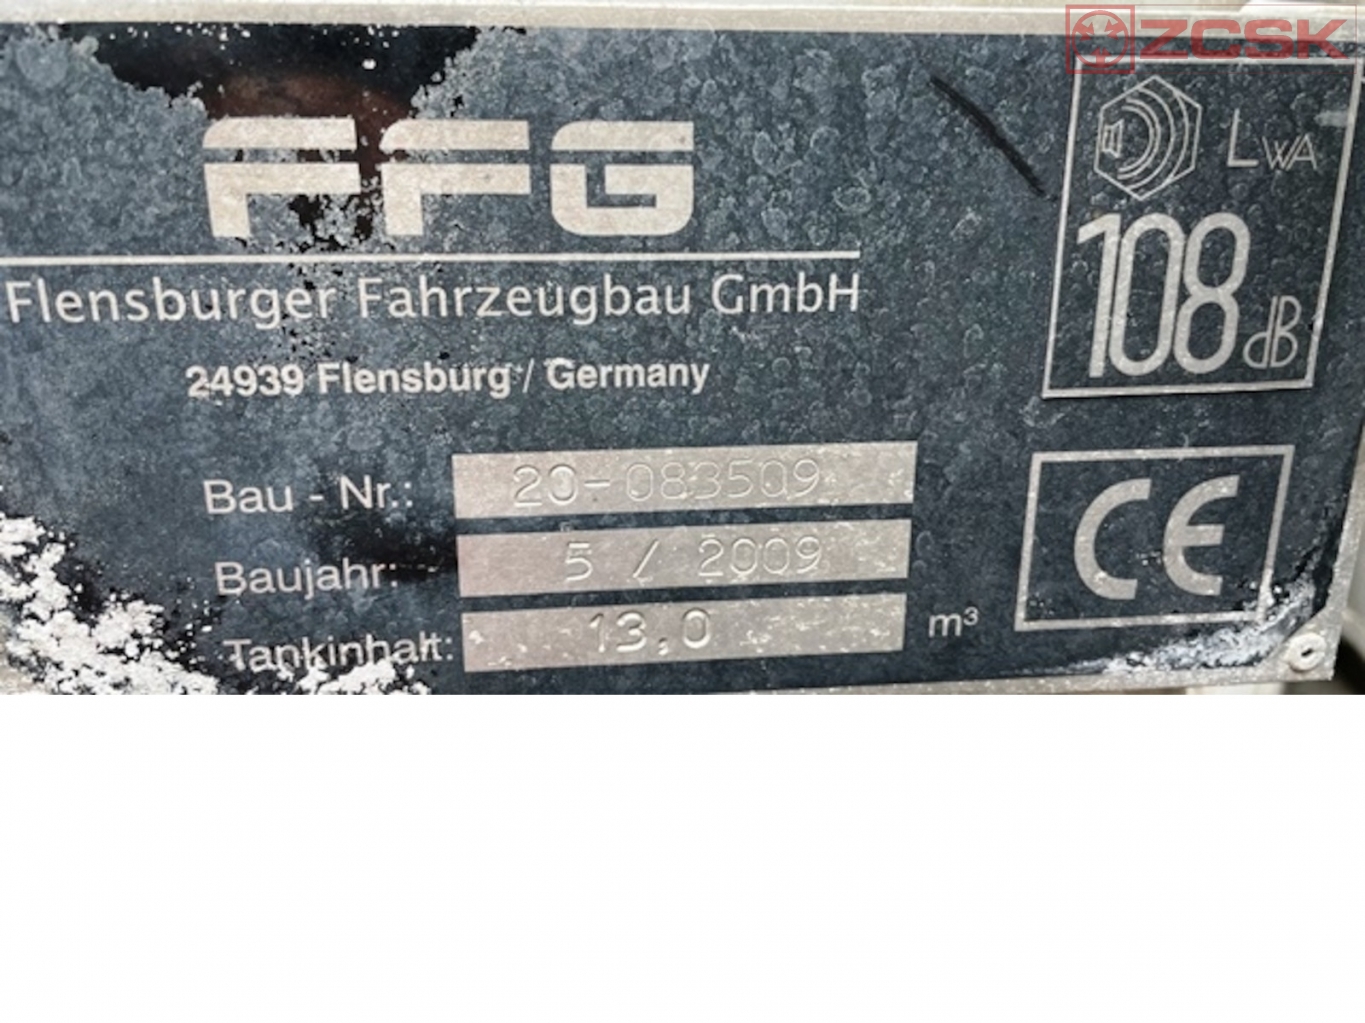 ZCSK
FFG
LWA
108 dB
Flensburger Fahrzeugbau GmbH
24939 Flensburg / Germany
Bau - Nr.: 20-083509
Baujahr: 5 / 2009
Tankinhalt: 13,0 m³
CE